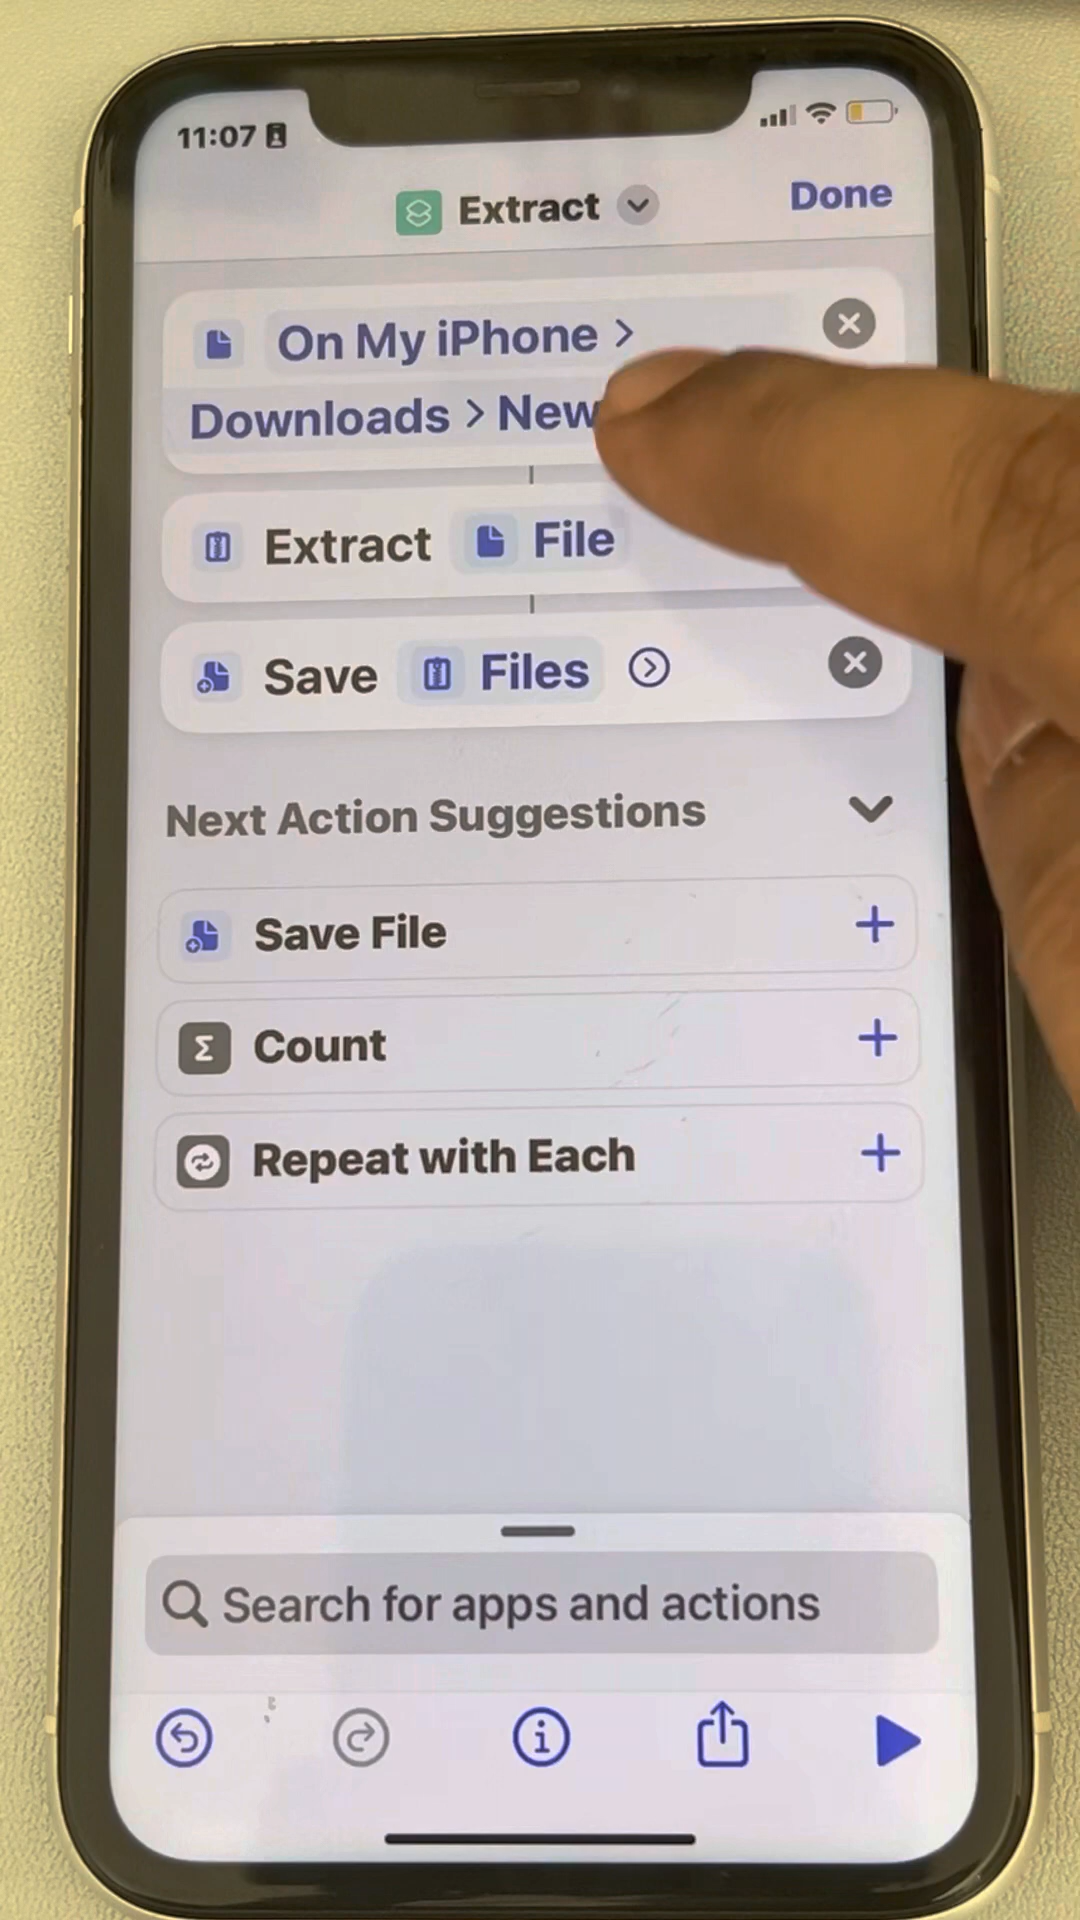 11:07
Extract
Done
On My iPhone >
Downloads > New
Extract File
Save Files
Next Action Suggestions
Save File
Count
Repeat with Each
Search for apps and actions